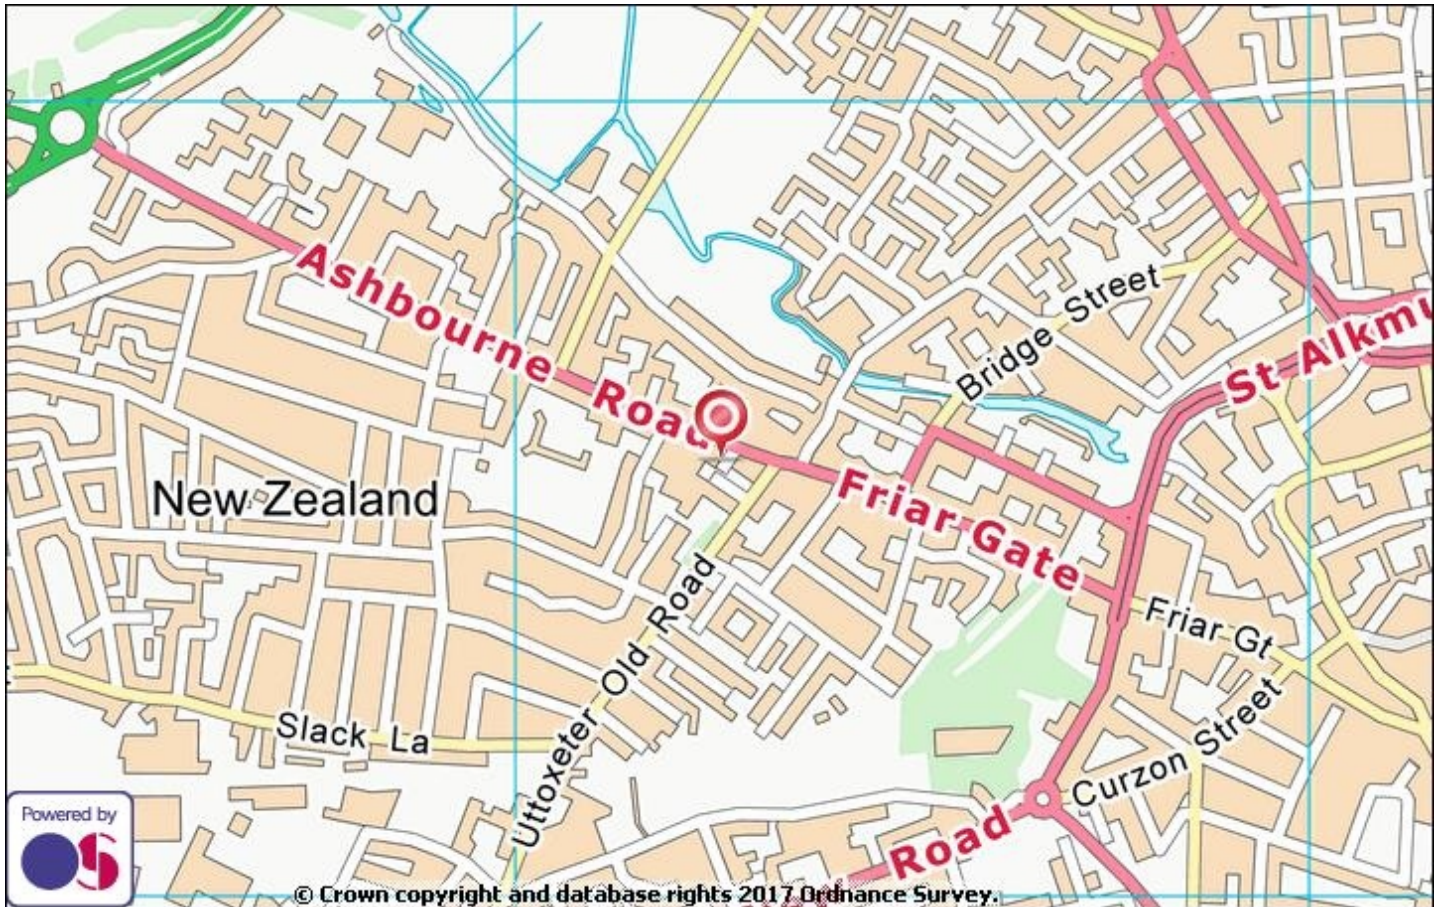 Ashbourne Road
Bridge Street
St Alkmu
Friar Gate
New Zealand
Uttoxeter Old Road
Friar Gt
Slack La
Curzon Street
Road
Powered by
OS
© Crown copyright and database rights 2017 Ordnance Survey.